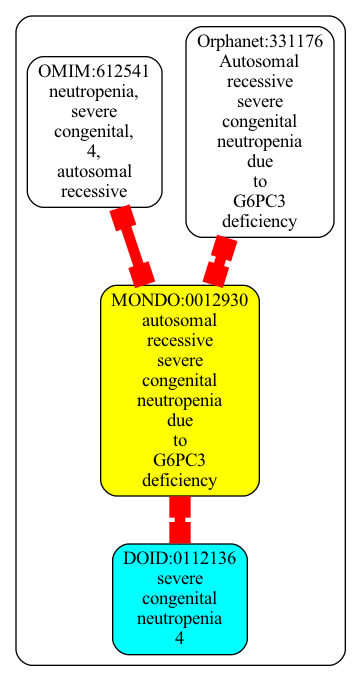 OMIM:612541
neutropenia,
severe
congenital,
4,
autosomal
recessive
Orphanet:331176
Autosomal
recessive
severe
congenital
neutropenia
due
to
G6PC3
deficiency
MONDO:0012930
autosomal
recessive
severe
congenital
neutropenia
due
to
G6PC3
deficiency
DOID:0112136
severe
congenital
neutropenia
4